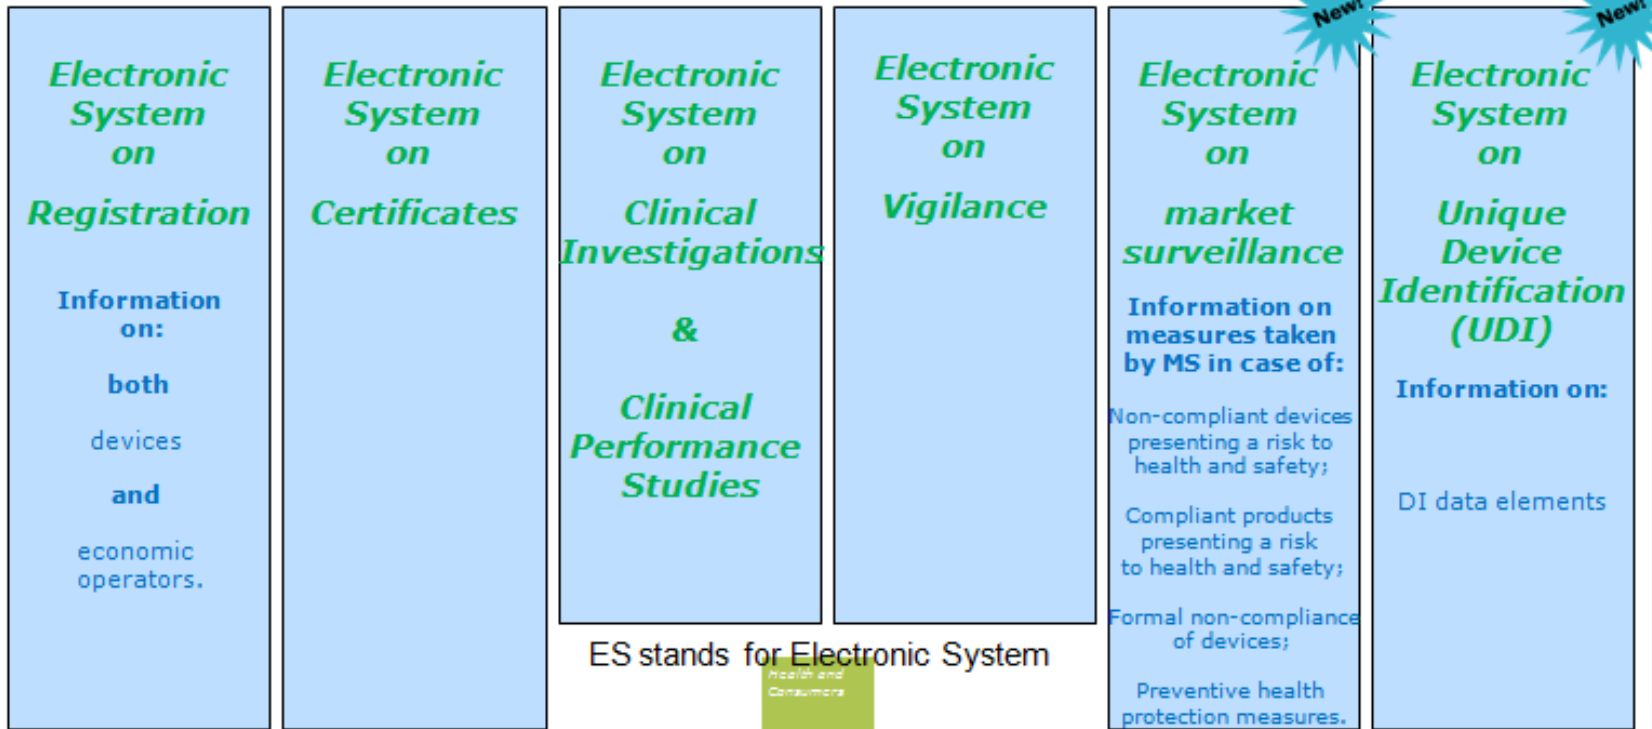 Electronic
System
on
Registration
Information
on:
both
devices
and
economic
operators.
Electronic
System
on
Certificates
Electronic
System
on
Clinical
Investigations
&
Clinical
Performance
Studies
Electronic
System
on
Vigilance
New!
Electronic
System
on
market
surveillance
Information on
measures taken
by MS in case of:
Non-compliant devices
presenting a risk to
health and safety;
Compliant products
presenting a risk
to health and safety;
Formal non-compliance
of devices;
Preventive health
protection measures.
New!
Electronic
System
on
Unique
Device
Identification
(UDI)
Information on:
DI data elements
ES stands for Electronic System
Health and
Consumers